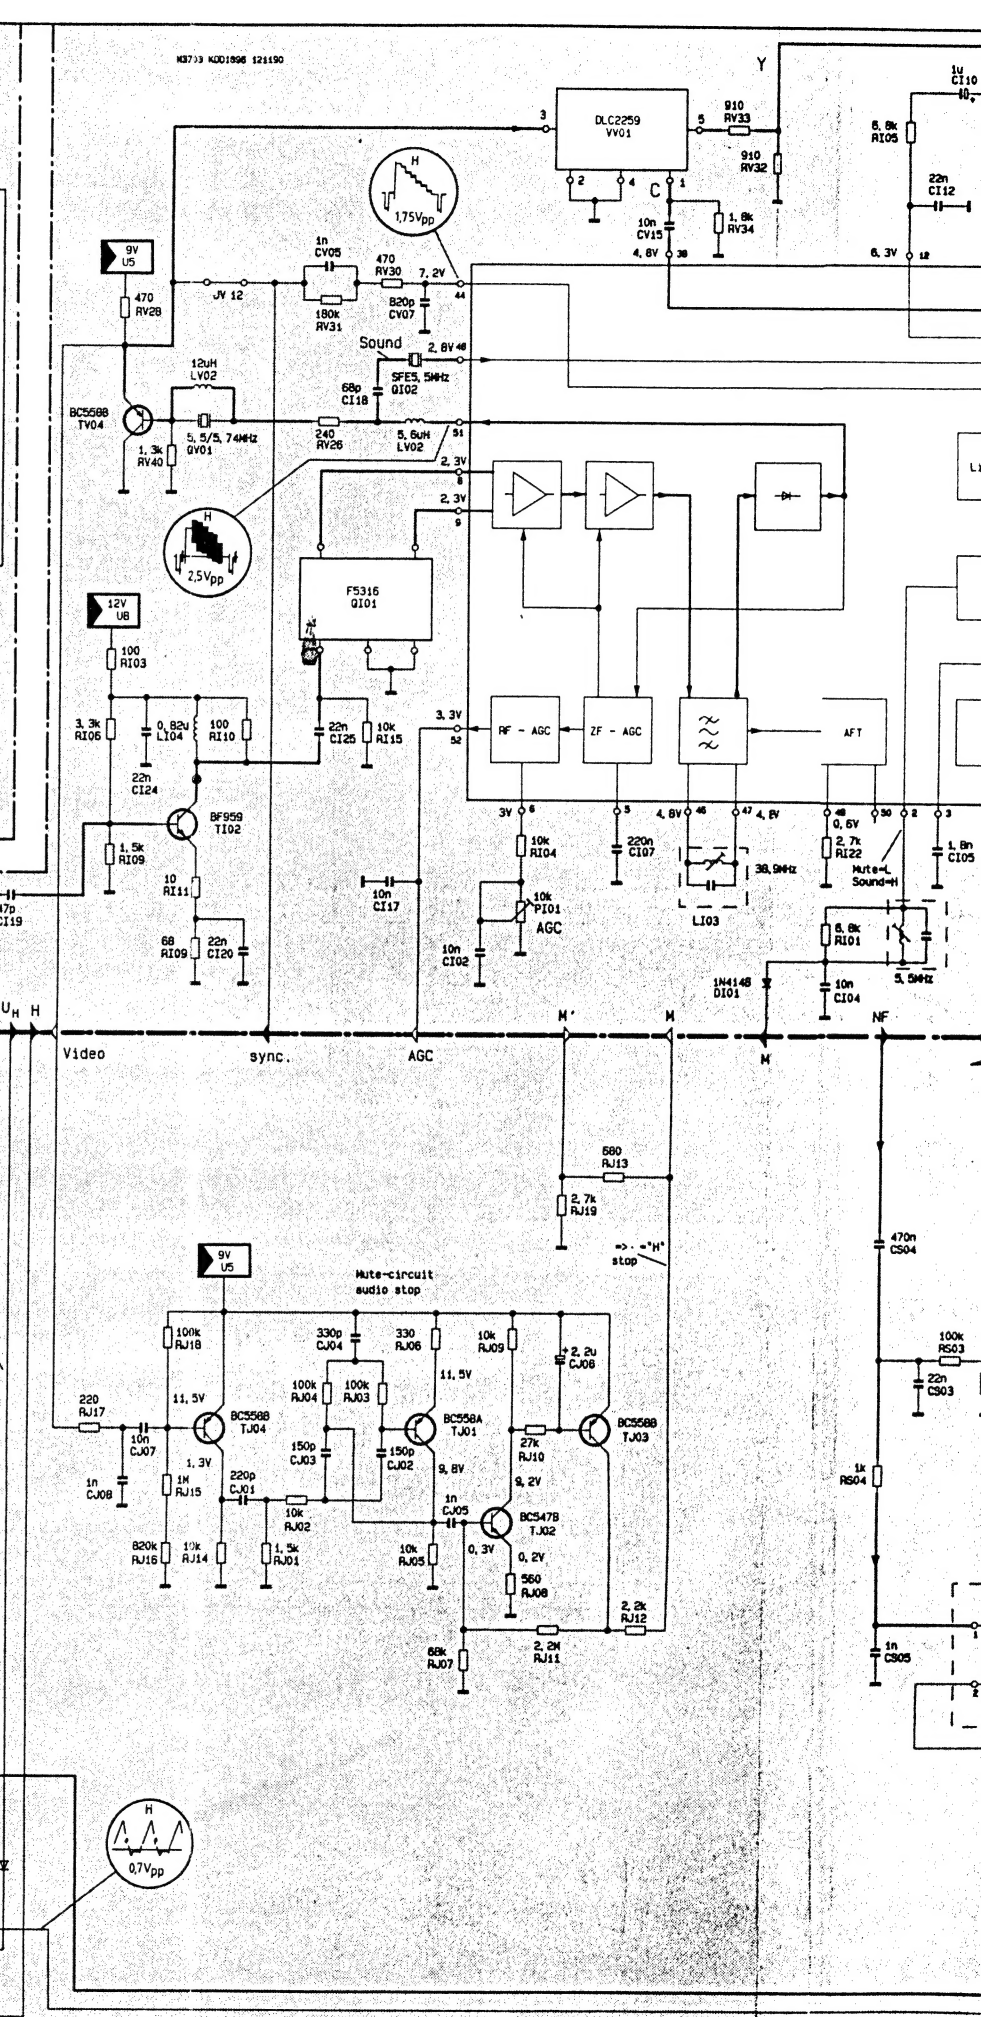 M3713 KOD1896 121190
Y
1u
CI10
3
DLC2259
VV01
5
910
RV33
6,8k
RI05
910
RV32
H
1,75Vpp
2
4
1
C
22n
CI12
10n
CV15
1,8k
RV34
1n
CV05
4,8V
38
6,3V
12
9V
U5
470
RV30
7,2V
44
470
RV28
JV 12
180k
RV31
820p
CV07
Sound
2,8V
48
12uH
LV02
68p
CI18
SFE5,5MHz
QI02
BC558B
TV04
5,5/5,74MHz
QV01
240
RV26
5,6uH
LV02
51
1,3k
RV40
2,3V
8
H
2,5Vpp
2,3V
9
F5316
QI01
12V
U8
100
RI03
3,3k
RI06
0,82u
LI04
100
RI10
22n
CI25
10k
RI15
3,3V
52
RF - AGC
ZF - AGC
AFT
22n
CI24
BF959
TI02
3V
6
5
4,8V
46
47
4,8V
0,6V
50
2
3
10k
RI04
220n
CI07
2,7k
RI22
1,8n
CI05
1,5k
RI09
38,9MHz
Mute=L
Sound=H
10
RI11
10n
CI17
10k
PI01
AGC
LI03
47p
CI19
68
RI09
22n
CI20
10n
CI02
6,8k
RI01
5,5MHz
1N4148
DI01
10n
CI04
UH
H
M'
M
NF
Video
sync.
AGC
M
680
RJ13
2,7k
RJ19
470n
CS04
=>. ="H"
stop
9V
U5
Mute-circuit
audio stop
100k
RJ18
330p
CJ04
330
RJ06
10k
RJ09
2,2u
CJ06
100k
RS03
11,5V
100k
RJ04
100k
RJ03
11,5V
22n
CS03
220
RJ17
BC558B
TJ04
BC558A
TJ01
BC558B
TJ03
10n
CJ07
1,3V
150p
CJ03
150p
CJ02
27k
RJ10
9,8V
1n
CJ08
1M
RJ15
220p
CJ01
9,2V
1k
RS04
10k
RJ02
1n
CJ05
BC547B
TJ02
820k
RJ16
10k
RJ14
1,5k
RJ01
10k
RJ05
0,3V
0,2V
560
RJ08
2,2k
RJ12
68k
RJ07
2,2M
RJ11
1n
CS05
1
2
H
0,7Vpp